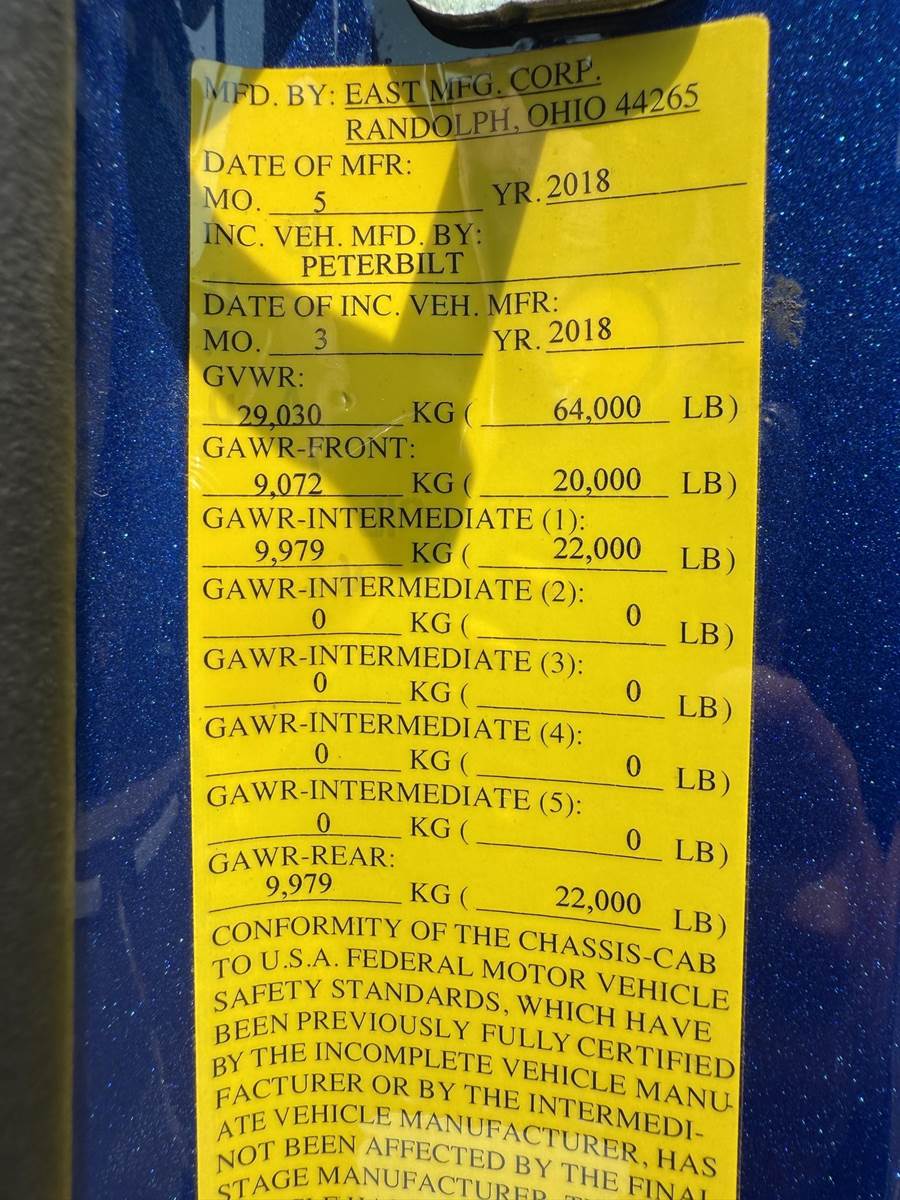 MFD. BY: EAST MFG. CORP.
RANDOLPH, OHIO 44265
DATE OF MFR:
MO. 5 YR. 2018
INC. VEH. MFD. BY:
PETERBILT
DATE OF INC. VEH. MFR:
MO. 3 YR. 2018
GVWR:
29,030 KG ( 64,000 LB)
GAWR-FRONT:
9,072 KG ( 20,000 LB)
GAWR-INTERMEDIATE (1):
9,979 KG ( 22,000 LB)
GAWR-INTERMEDIATE (2):
0 KG ( 0 LB)
GAWR-INTERMEDIATE (3):
0 KG ( 0 LB)
GAWR-INTERMEDIATE (4):
0 KG ( 0 LB)
GAWR-INTERMEDIATE (5):
0 KG ( 0 LB)
GAWR-REAR:
9,979 KG ( 22,000 LB)
CONFORMITY OF THE CHASSIS-CAB
TO U.S.A. FEDERAL MOTOR VEHICLE
SAFETY STANDARDS, WHICH HAVE
BEEN PREVIOUSLY FULLY CERTIFIED
BY THE INCOMPLETE VEHICLE MANU-
FACTURER OR BY THE INTERMEDI-
ATE VEHICLE MANUFACTURER, HAS
NOT BEEN AFFECTED BY THE FINAL
STAGE MANUFACTURER.